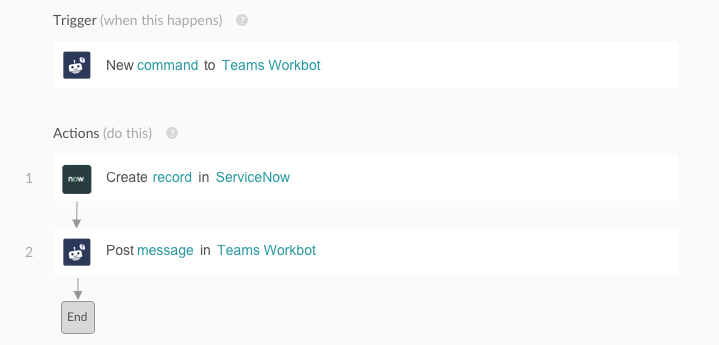 Trigger (when this happens) ?
New command to Teams Workbot
Actions (do this) ?
1 now Create record in ServiceNow
2 Post message in Teams Workbot
End